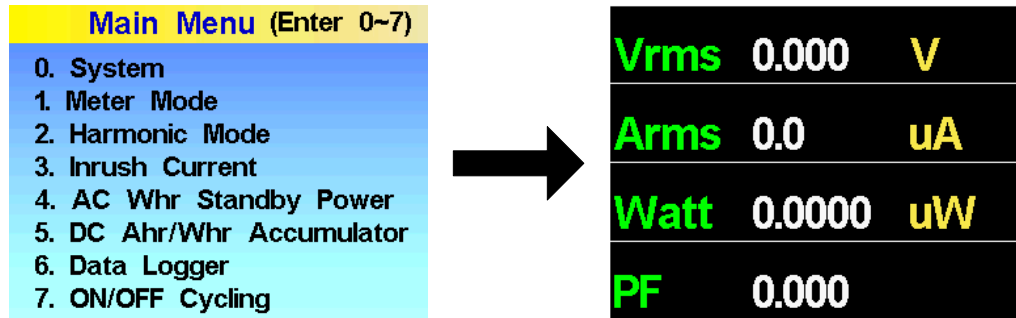 Main Menu (Enter 0~7)
0. System
1. Meter Mode
2. Harmonic Mode
3. Inrush Current
4. AC Whr Standby Power
5. DC Ahr/Whr Accumulator
6. Data Logger
7. ON/OFF Cycling
Vrms 0.000 V
Arms 0.0 uA
Watt 0.0000 uW
PF 0.000